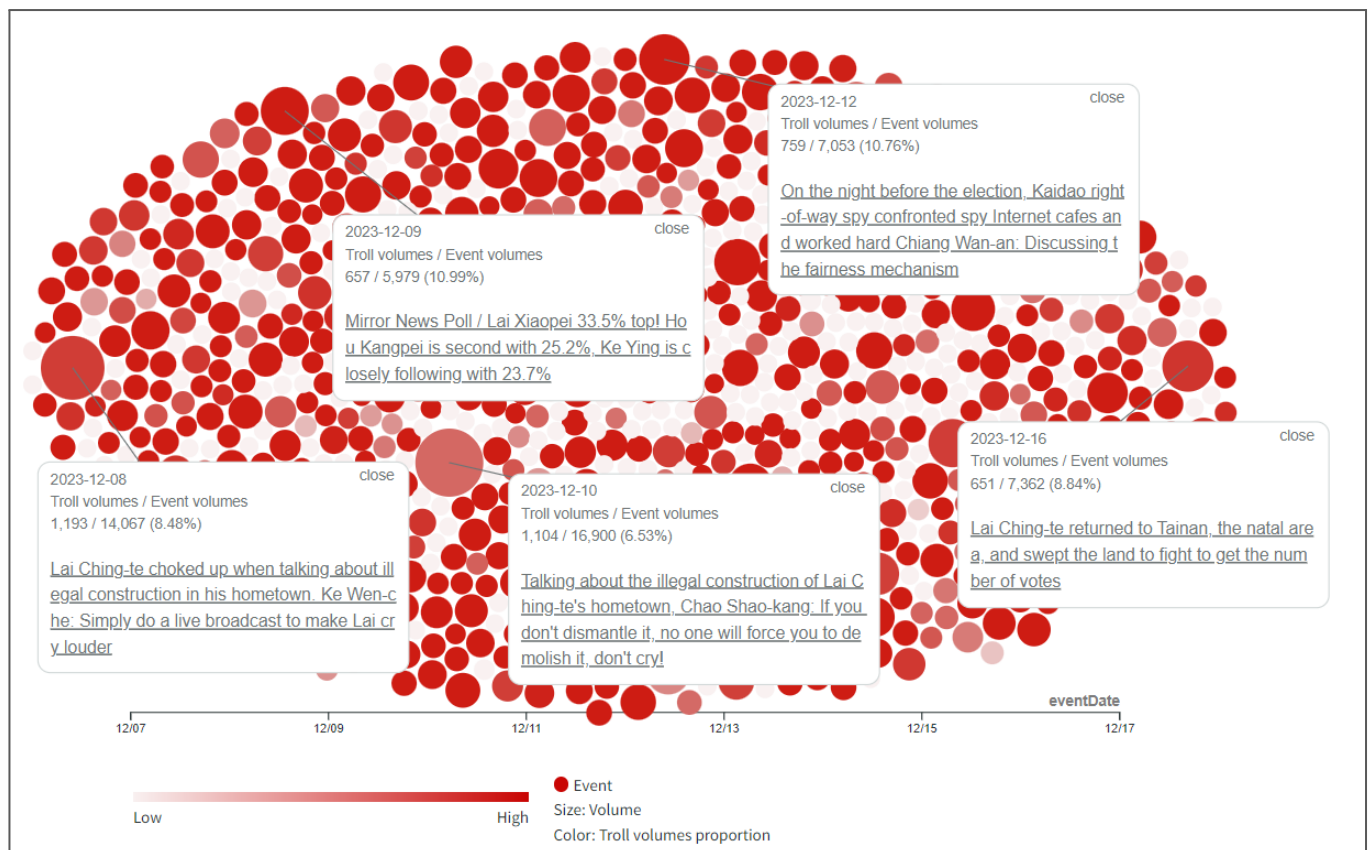 2023-12-12
close
Troll volumes / Event volumes
759 / 7,053 (10.76%)
On the night before the election, Kaidao right
-of-way spy confronted spy Internet cafes an
d worked hard Chiang Wan-an: Discussing t
he fairness mechanism
2023-12-09
close
Troll volumes / Event volumes
657 / 5,979 (10.99%)
Mirror News Poll / Lai Xiaopei 33.5% top! Ho
u Kangpei is second with 25.2%, Ke Ying is c
losely following with 23.7%
2023-12-08
close
Troll volumes / Event volumes
1,193 / 14,067 (8.48%)
Lai Ching-te choked up when talking about ill
egal construction in his hometown. Ke Wen-c
he: Simply do a live broadcast to make Lai cr
y louder
2023-12-10
close
Troll volumes / Event volumes
1,104 / 16,900 (6.53%)
Talking about the illegal construction of Lai C
hing-te's hometown, Chao Shao-kang: If you
don't dismantle it, no one will force you to de
molish it, don't cry!
2023-12-16
close
Troll volumes / Event volumes
651 / 7,362 (8.84%)
Lai Ching-te returned to Tainan, the natal are
a, and swept the land to fight to get the num
ber of votes
eventDate
12/07
12/09
12/11
12/13
12/15
12/17
Low
High
Event
Size: Volume
Color: Troll volumes proportion